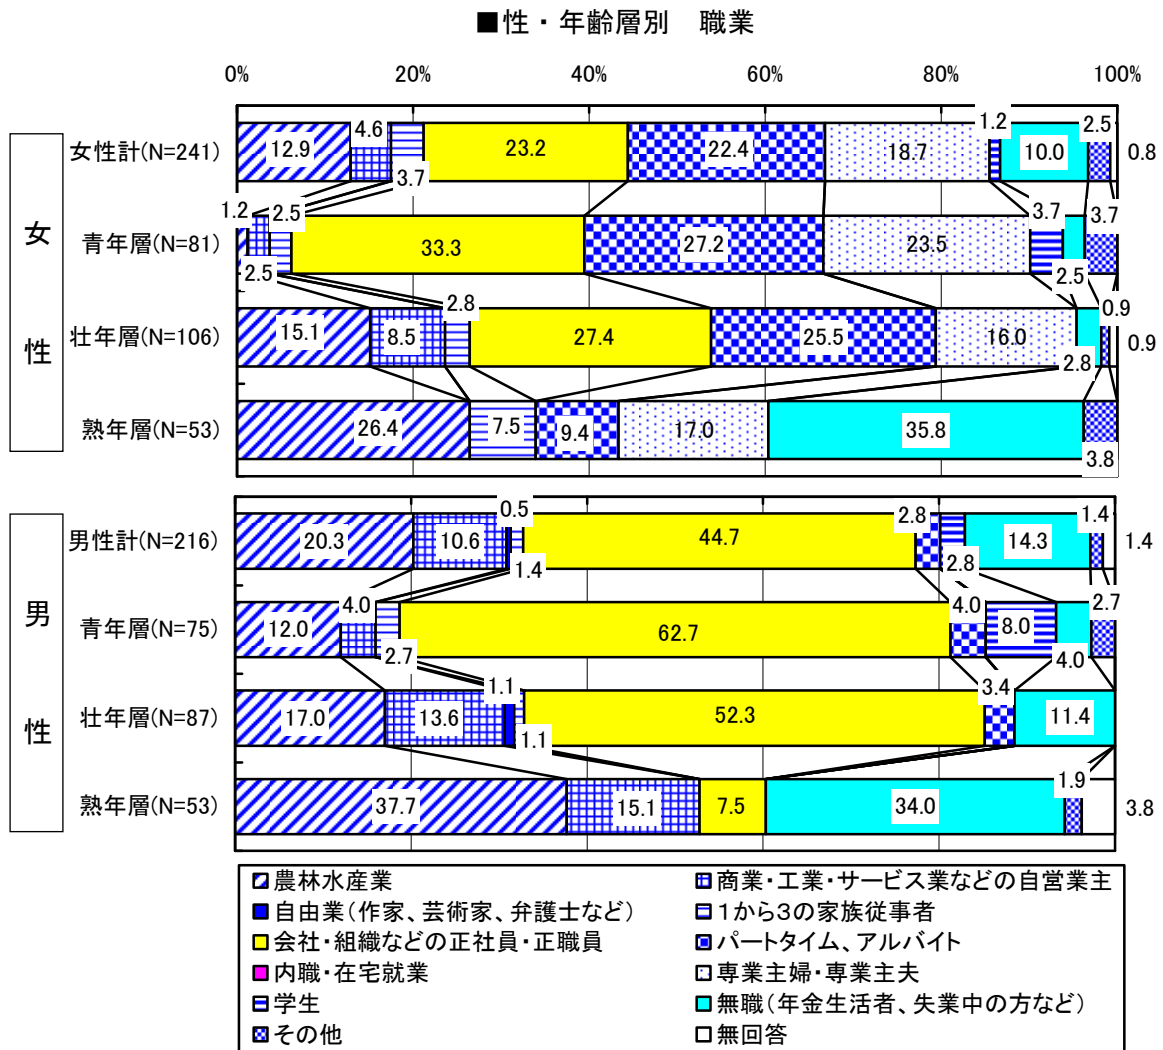 ■性・年齢層別　職業
0% 20% 40% 60% 80% 100%
女性
女性計(N=241) 12.9 4.6 3.7 23.2 22.4 18.7 1.2 10.0 2.5 0.8
青年層(N=81) 1.2 2.5 2.5 33.3 27.2 23.5 3.7 2.5 3.7
壮年層(N=106) 15.1 8.5 2.8 27.4 25.5 16.0 2.8 0.9 0.9
熟年層(N=53) 26.4 7.5 9.4 17.0 35.8 3.8
男性
男性計(N=216) 20.3 10.6 0.5 1.4 44.7 2.8 2.8 14.3 1.4 1.4
青年層(N=75) 12.0 4.0 2.7 62.7 4.0 8.0 4.0 2.7
壮年層(N=87) 17.0 13.6 1.1 1.1 52.3 3.4 11.4
熟年層(N=53) 37.7 15.1 7.5 34.0 1.9 3.8
農林水産業 商業・工業・サービス業などの自営業主
自由業（作家、芸術家、弁護士など） １から３の家族従事者
会社・組織などの正社員・正職員 パートタイム、アルバイト
内職・在宅就業 専業主婦・専業主夫
学生 無職（年金生活者、失業中の方など）
その他 無回答